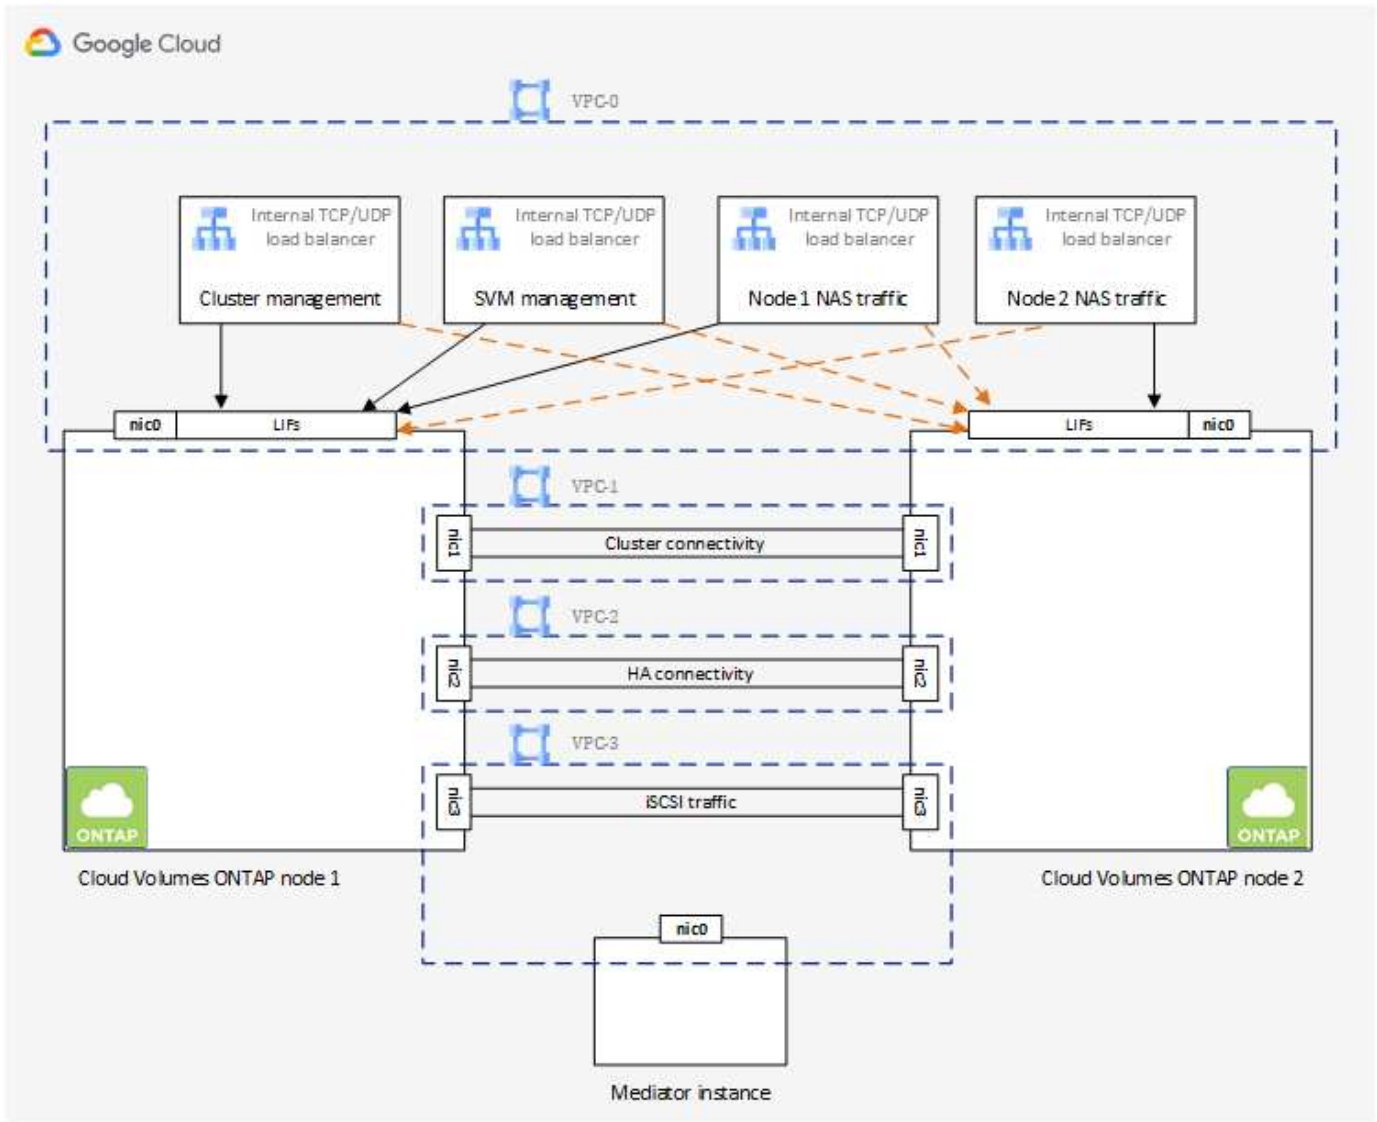 Google Cloud
VPC-0
Internal TCP/UDP
load balancer
Cluster management
Internal TCP/UDP
load balancer
SVM management
Internal TCP/UDP
load balancer
Node 1 NAS traffic
Internal TCP/UDP
load balancer
Node 2 NAS traffic
nic0
LIFs
LIFs
nic0
VPC-1
nic1
Cluster connectivity
nic1
VPC-2
nic2
HA connectivity
nic2
VPC-3
nic3
iSCSI traffic
nic3
ONTAP
ONTAP
Cloud Volumes ONTAP node 1
Cloud Volumes ONTAP node 2
nic0
Mediator instance